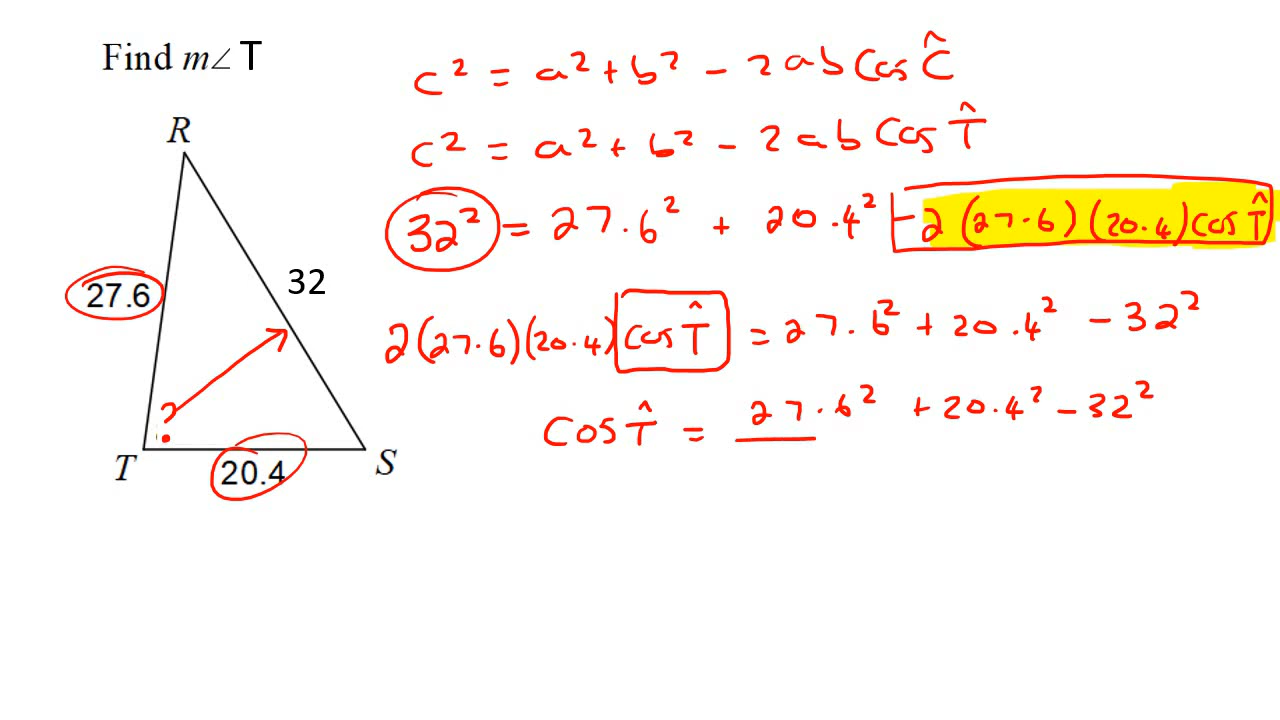 Find m∠ T
c² = a² + b² - 2ab Cos Ĉ
c² = a² + b² - 2ab Cos T̂
32² = 27.6² + 20.4² - 2(27.6)(20.4) cos T̂
2(27.6)(20.4) cos T̂ = 27.6² + 20.4² - 32²
COS T̂ = 27.6² + 20.4² - 32²
R
27.6
32
?
T
20.4
S